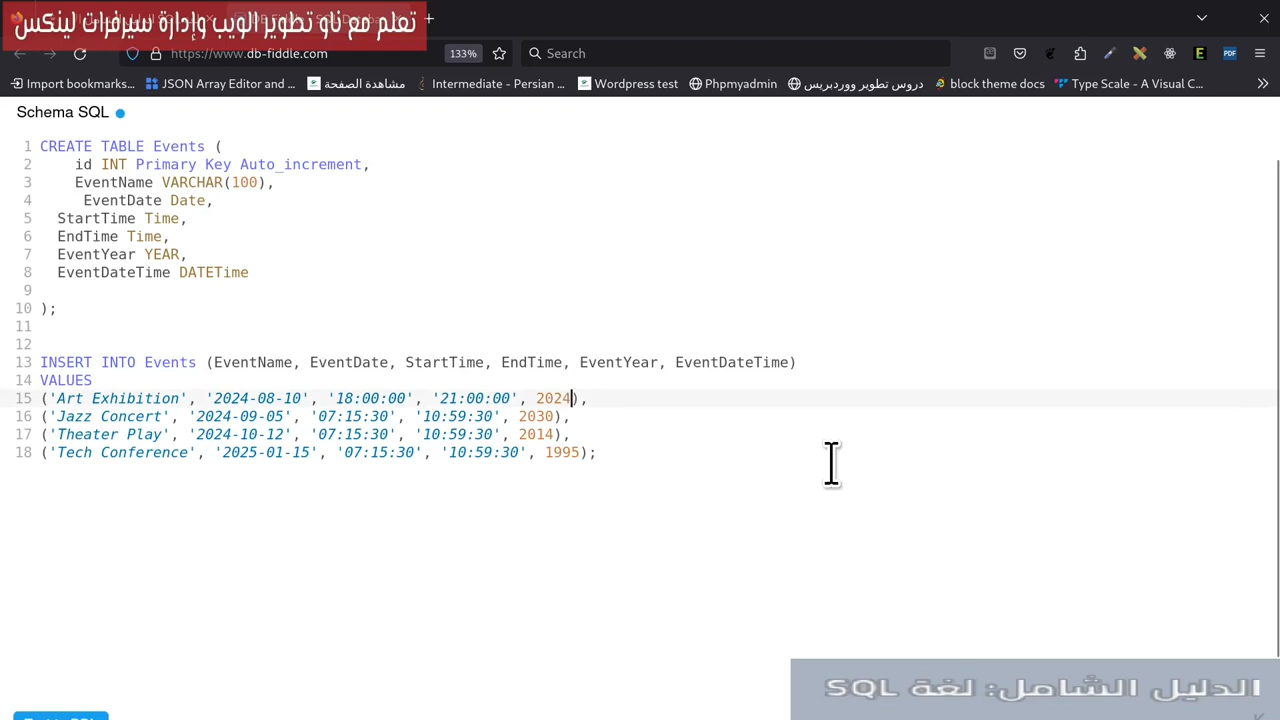 تعلم مع ناو تطوير الويب وإدارة سيرفرات لينكس
https://www.db-fiddle.com
133%
Search
Import bookmarks...
JSON Array Editor and ...
مشاهدة الصفحة
Intermediate - Persian ...
Wordpress test
Phpmyadmin
دروس تطوير ووردبريس
block theme docs
Type Scale - A Visual C...
Schema SQL
1 CREATE TABLE Events (
2 id INT Primary Key Auto_increment,
3 EventName VARCHAR(100),
4 EventDate Date,
5 StartTime Time,
6 EndTime Time,
7 EventYear YEAR,
8 EventDateTime DATETime
9
10 );
11
12
13 INSERT INTO Events (EventName, EventDate, StartTime, EndTime, EventYear, EventDateTime)
14 VALUES
15 ('Art Exhibition', '2024-08-10', '18:00:00', '21:00:00', 2024),
16 ('Jazz Concert', '2024-09-05', '07:15:30', '10:59:30', 2030),
17 ('Theater Play', '2024-10-12', '07:15:30', '10:59:30', 2014),
18 ('Tech Conference', '2025-01-15', '07:15:30', '10:59:30', 1995);
الدليل الشامل: لغة SQL